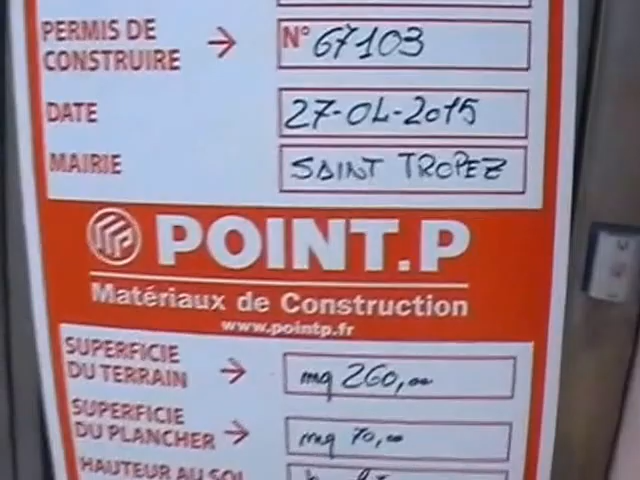 PERMIS DE
CONSTRUIRE → N° 67103
DATE 27-04-2015
MAIRIE SAINT TROPEZ
POINT.P
Matériaux de Construction
www.pointp.fr
SUPERFICIE
DU TERRAIN → mq 260,00
SUPERFICIE
DU PLANCHER → mq 70,00
HAUTEUR AU SOL